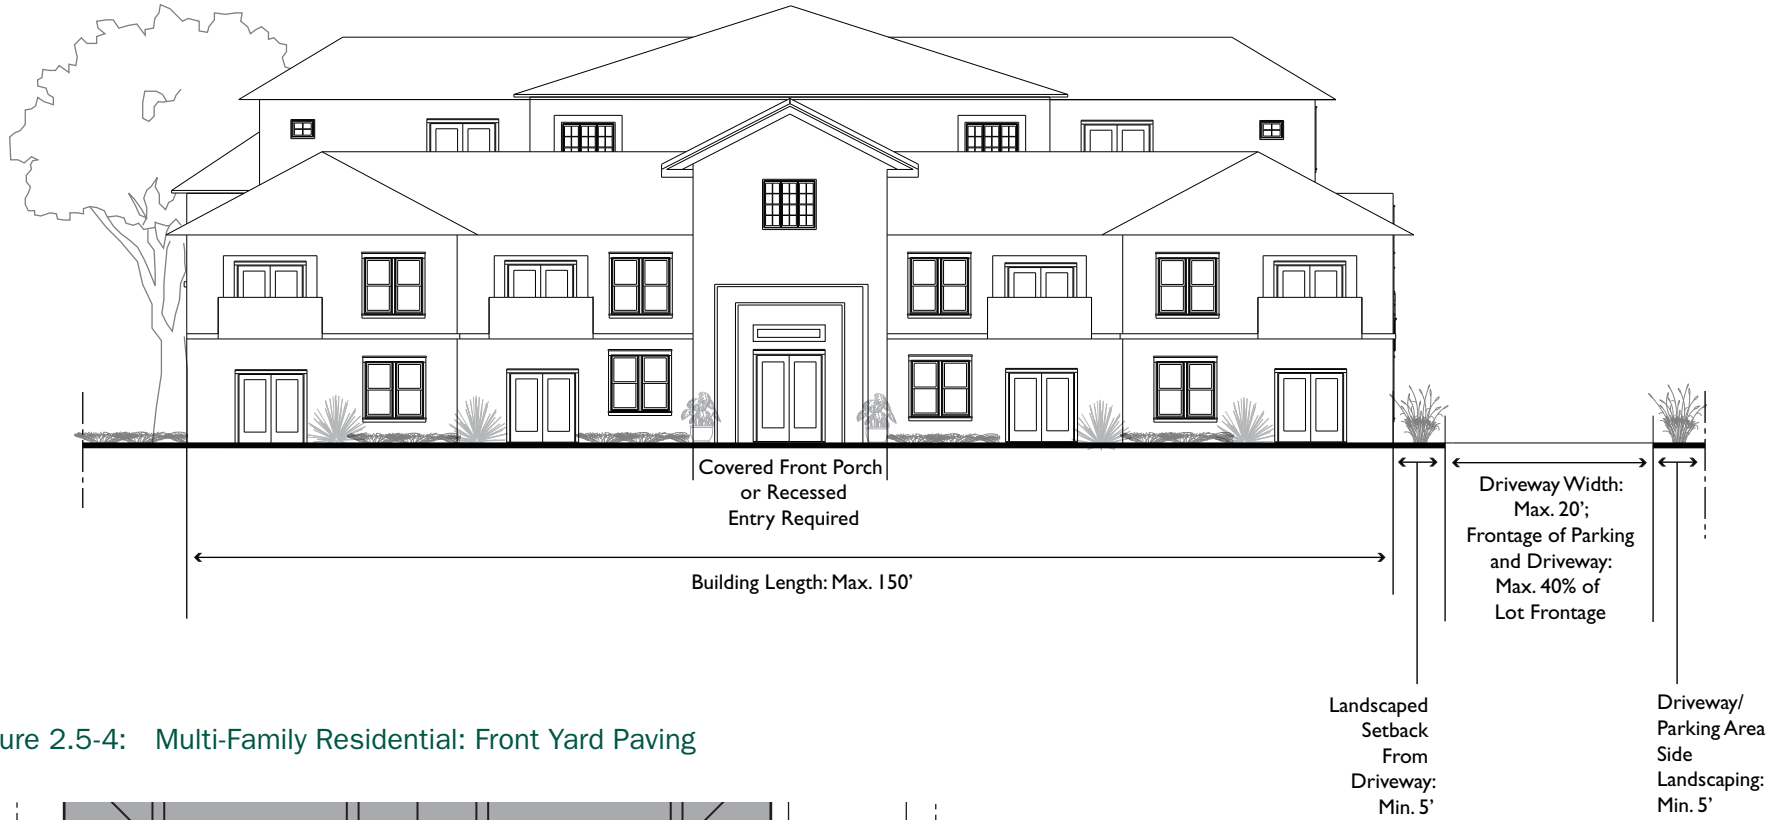 Covered Front Porch
or Recessed
Entry Required
Building Length: Max. 150’
Driveway Width:
Max. 20’;
Frontage of Parking
and Driveway:
Max. 40% of
Lot Frontage
Landscaped
Setback
From
Driveway:
Min. 5’
Driveway/
Parking Area
Side
Landscaping:
Min. 5’
ure 2.5-4: Multi-Family Residential: Front Yard Paving